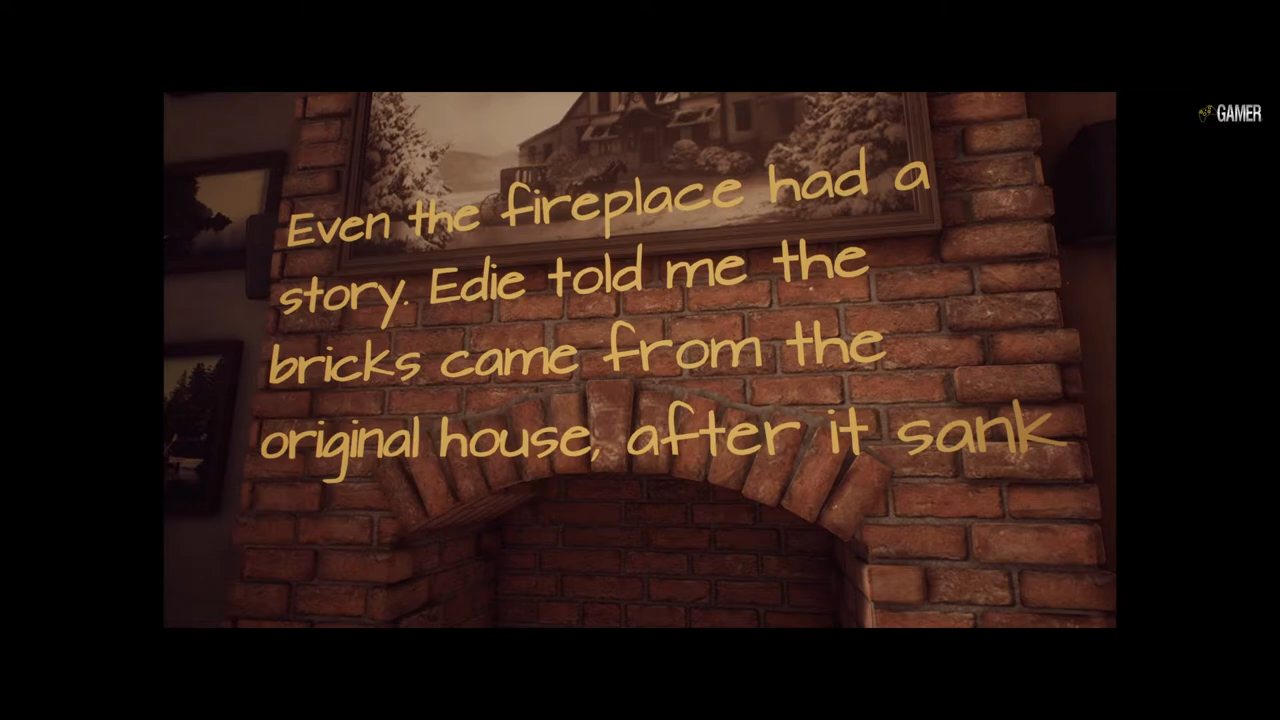 GAMER
Even the fireplace had a
story. Edie told me the
bricks came from the
original house, after it sank